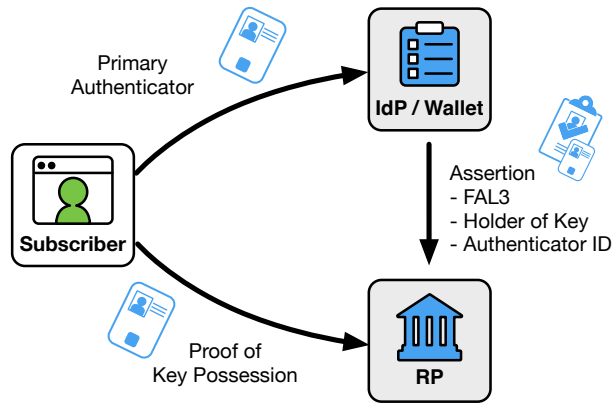 Primary
Authenticator
IdP / Wallet
Subscriber
Assertion
- FAL3
- Holder of Key
- Authenticator ID
Proof of
Key Possession
RP